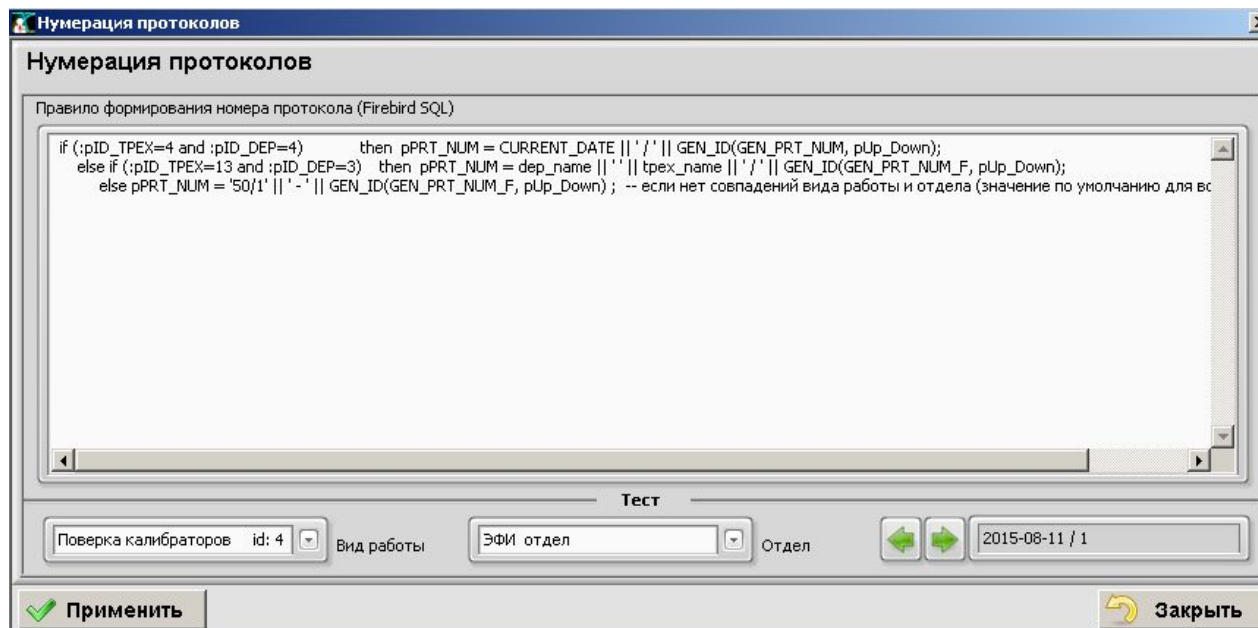 Нумерация протоколов
Нумерация протоколов
Правило формирования номера протокола (Firebird SQL)
if (:pID_TPEX=4 and :pID_DEP=4) then pPRT_NUM = CURRENT_DATE || ' / ' || GEN_ID(GEN_PRT_NUM, pUp_Down);
else if (:pID_TPEX=13 and :pID_DEP=3) then pPRT_NUM = dep_name || ' ' || tpex_name || ' / ' || GEN_ID(GEN_PRT_NUM_F, pUp_Down);
else pPRT_NUM = '50/1' || ' - ' || GEN_ID(GEN_PRT_NUM_F, pUp_Down) ; -- если нет совпадений вида работы и отдела (значение по умолчанию для вс
Тест
Поверка калибраторов id: 4 Вид работы ЭФИ отдел Отдел 2015-08-11 / 1
Применить Закрыть